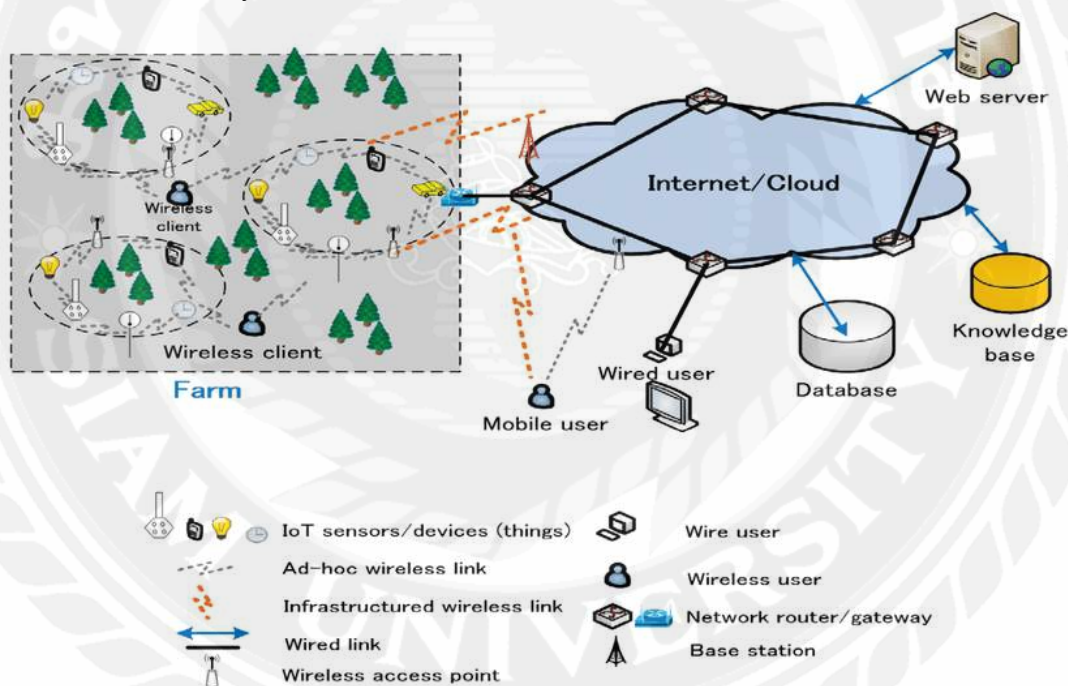 Web server
Internet/Cloud
Wireless
client
Wireless client
Farm
Mobile user
Wired user
Database
Knowledge
base
IoT sensors/devices (things)
Ad-hoc wireless link
Infrastructured wireless link
Wired link
Wireless access point
Wire user
Wireless user
Network router/gateway
Base station
SIAM UNIVERSITY